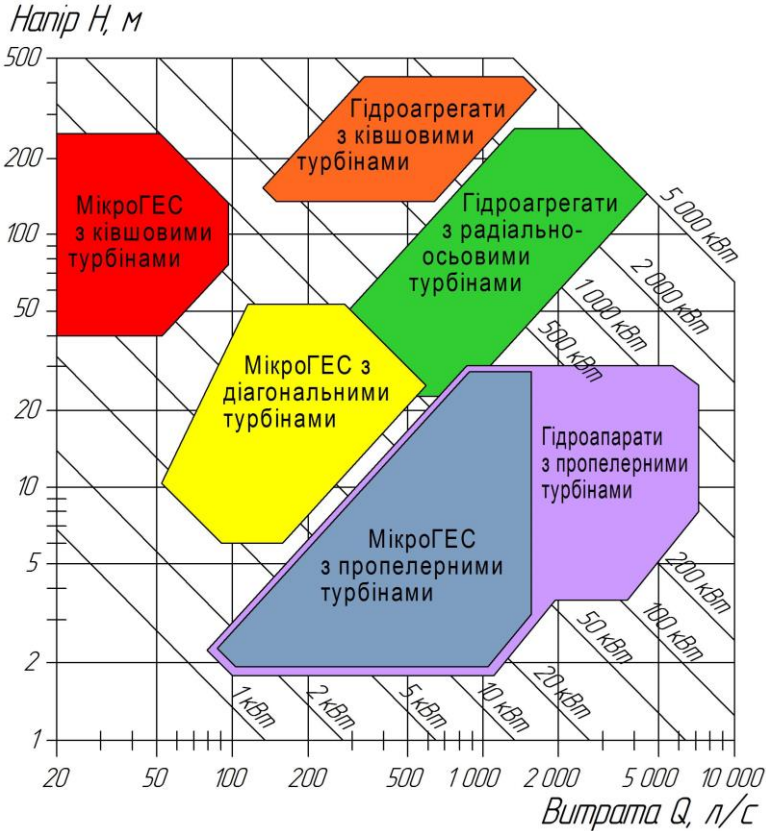 Напір Н, м
500
200
100
50
20
10
5
2
1
Гідроагрегати
з ківшовими
турбінами
МікроГЕС
з ківшовими
турбінами
Гідроагрегати
з радіально-
осьовими
турбінами
МікроГЕС з
діагональними
турбінами
Гідроапарати
з пропелерними
турбінами
МікроГЕС
з пропелерними
турбінами
5 000 кВт
2 000 кВт
1 000 кВт
500 кВт
200 кВт
100 кВт
50 кВт
20 кВт
10 кВт
5 кВт
2 кВт
1 кВт
20 50 100 200 500 1 000 2 000 5 000 10 000
Витрата Q, л/с